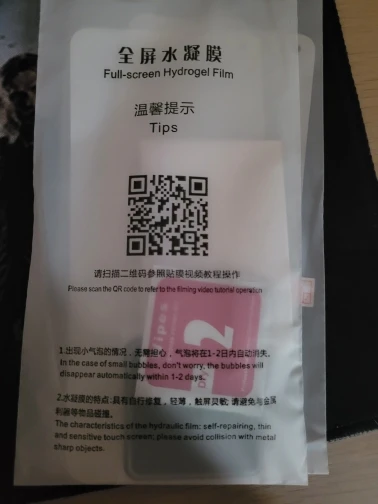 全屏水凝膜
Full-screen Hydrogel Film
温馨提示
Tips
请扫描二维码参照贴膜视频教程操作
Please scan the QR code to refer to the filming video tutorial operation
wipes
2
1.出现小气泡的情况,无需担心,气泡将在1-2日内自动消失。
In the case of small bubbles, don't worry, the bubbles will
disappear automatically within 1-2 days.
2.水凝膜的特点:具有自行修复,轻薄,触屏灵敏;请避免与金属
利器等物品碰撞。
The characteristics of the hydraulic film: self-repairing, thin
and sensitive touch screen; please avoid collision with metal
sharp objects.